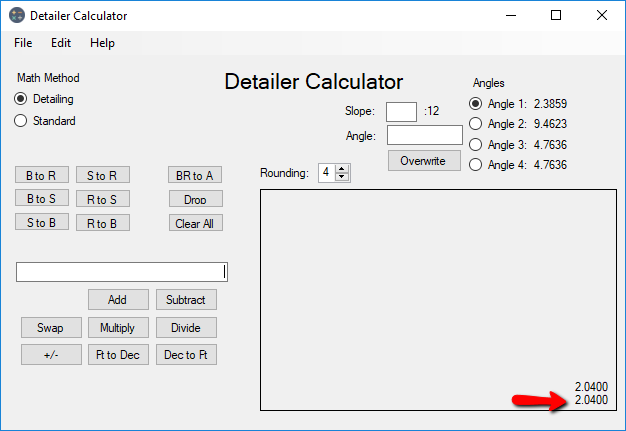 Detailer Calculator
File Edit Help
Math Method
Detailing
Standard
Detailer Calculator
Slope: :12
Angle:
Overwrite
Angles
Angle 1: 2.3859
Angle 2: 9.4623
Angle 3: 4.7636
Angle 4: 4.7636
B to R S to R BR to A
B to S R to S Drop
S to B R to B Clear All
Rounding: 4
Add Subtract
Swap Multiply Divide
+/- Ft to Dec Dec to Ft
2.0400
2.0400